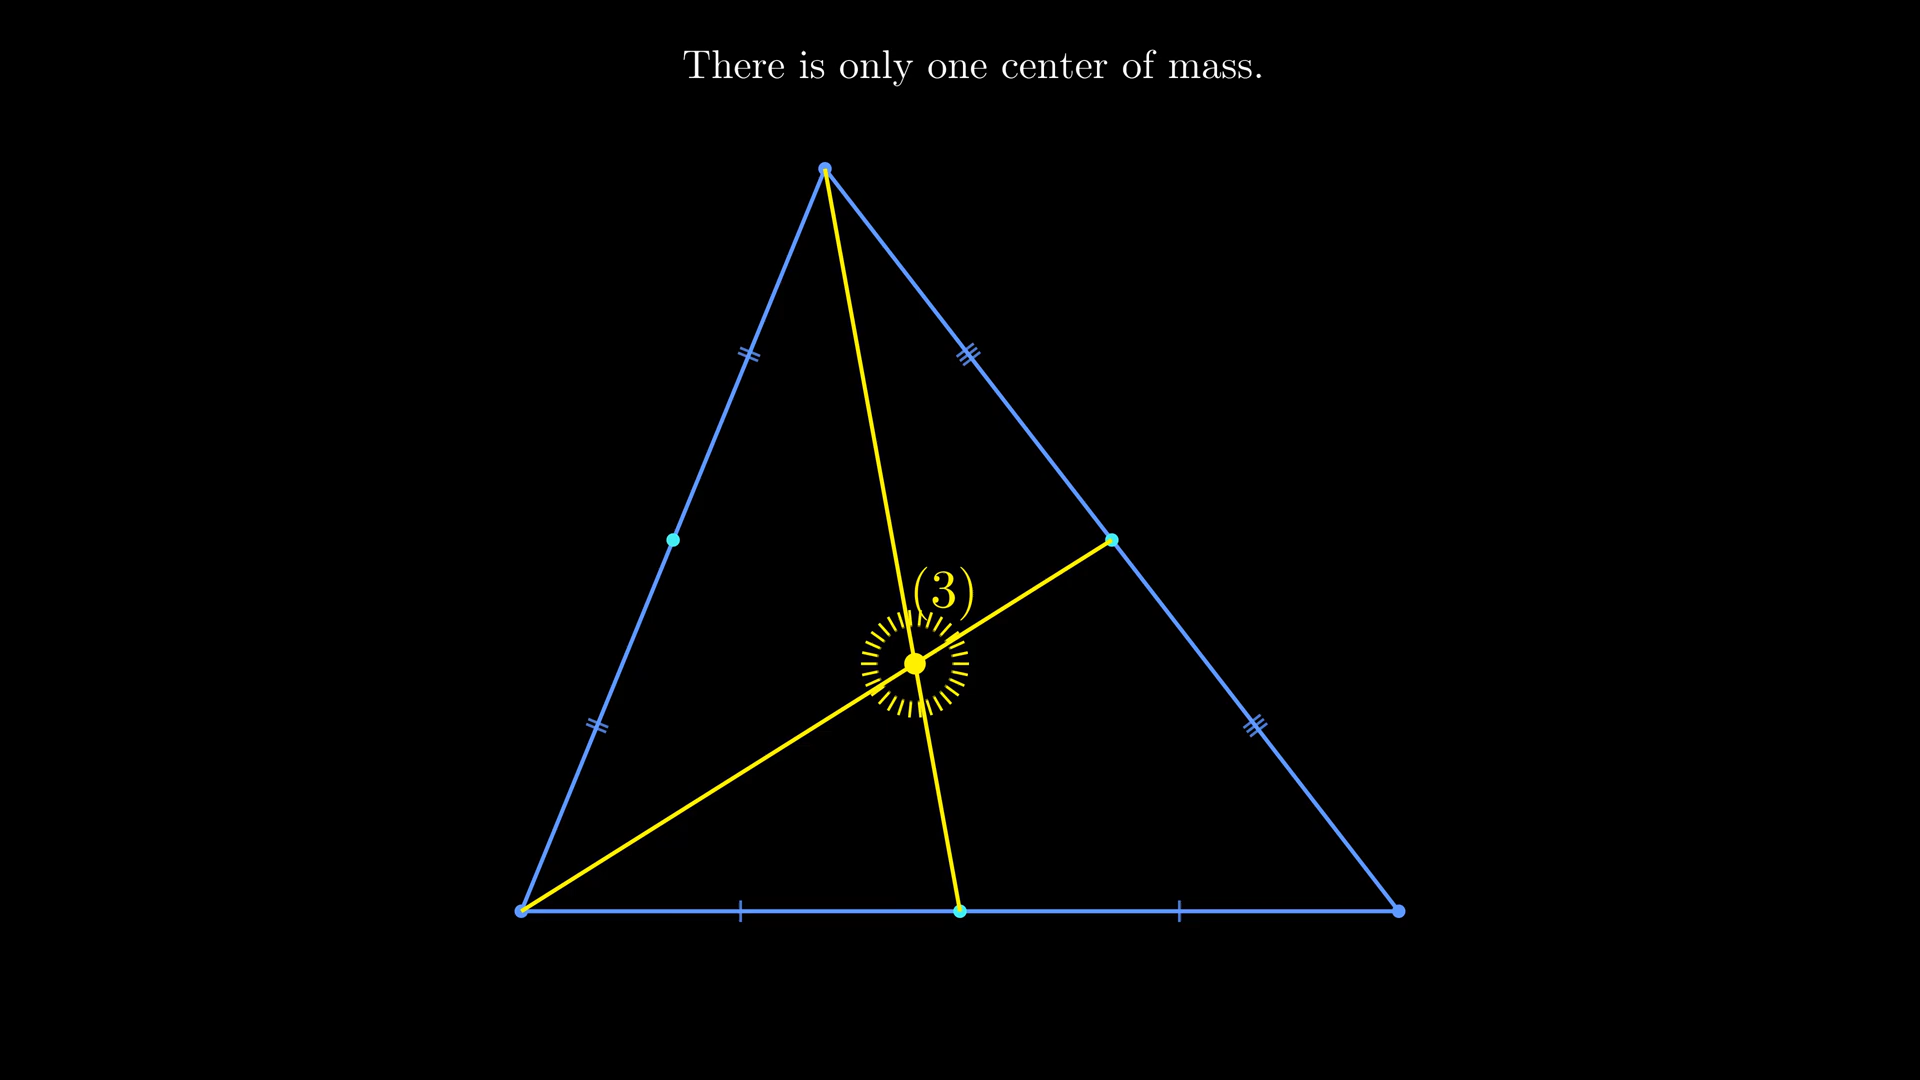 There is only one center of mass.
(3)